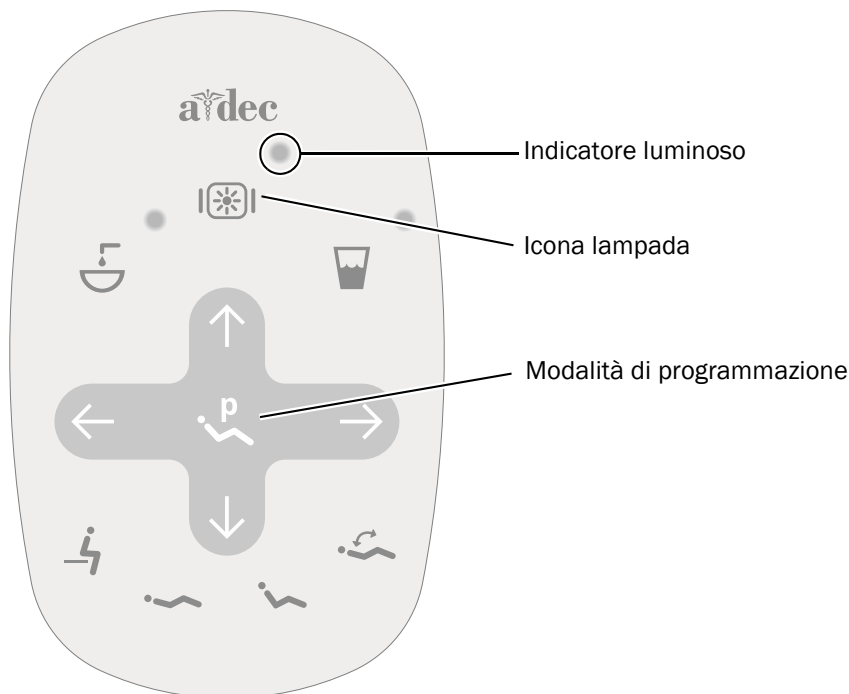 a dec
Indicatore luminoso
Icona lampada
Modalità di programmazione
p